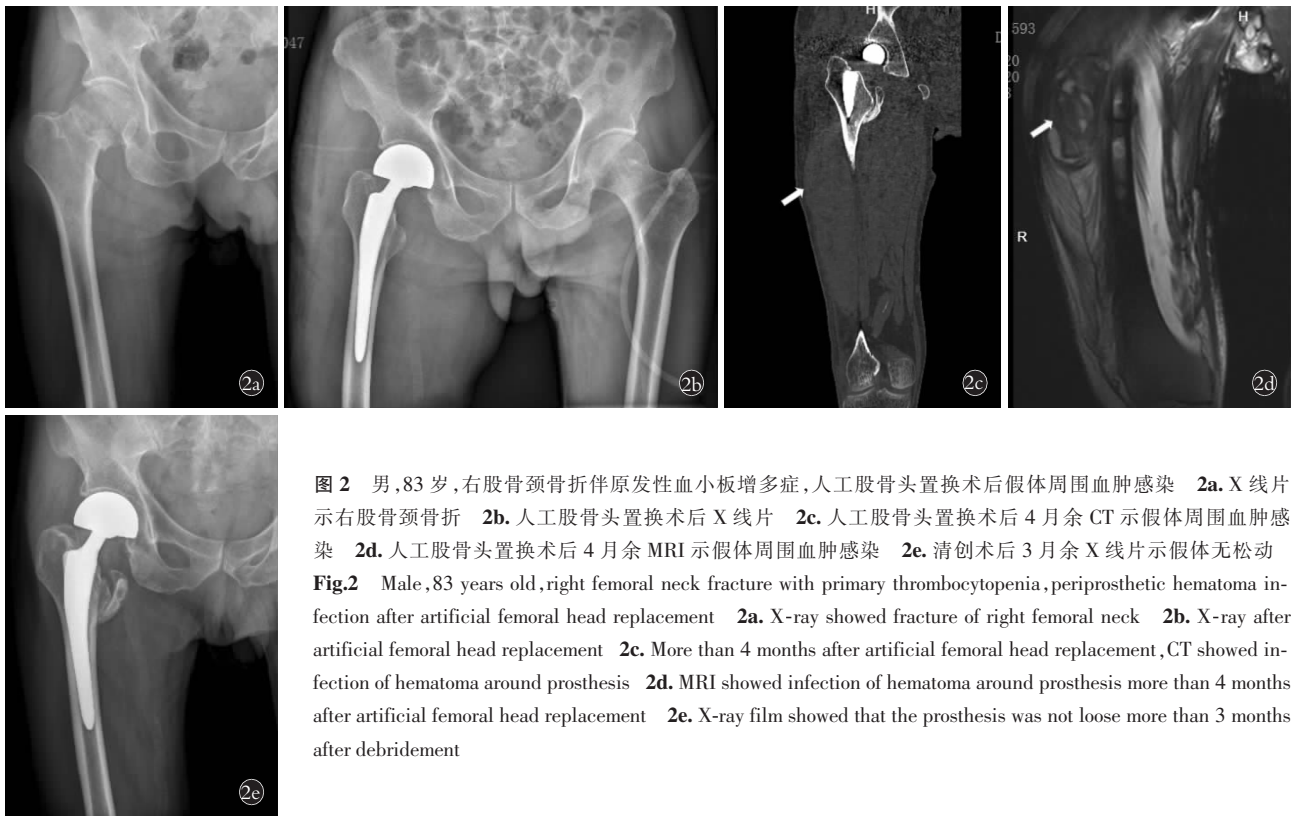 H
047
2a
2b
H
D
2c
593
20
20
3
H
R
2d
2e
图 2 男,83 岁,右股骨颈骨折伴原发性血小板增多症,人工股骨头置换术后假体周围血肿感染 2a. X 线片
示右股骨颈骨折 2b. 人工股骨头置换术后 X 线片 2c. 人工股骨头置换术后 4 月余 CT 示假体周围血肿感
染 2d. 人工股骨头置换术后 4 月余 MRI 示假体周围血肿感染 2e. 清创术后 3 月余 X 线片示假体无松动
Fig.2 Male,83 years old,right femoral neck fracture with primary thrombocytopenia,periprosthetic hematoma in-
fection after artificial femoral head replacement 2a. X-ray showed fracture of right femoral neck 2b. X-ray after
artificial femoral head replacement 2c. More than 4 months after artificial femoral head replacement,CT showed in-
fection of hematoma around prosthesis 2d. MRI showed infection of hematoma around prosthesis more than 4 months
after artificial femoral head replacement 2e. X-ray film showed that the prosthesis was not loose more than 3 months
after debridement